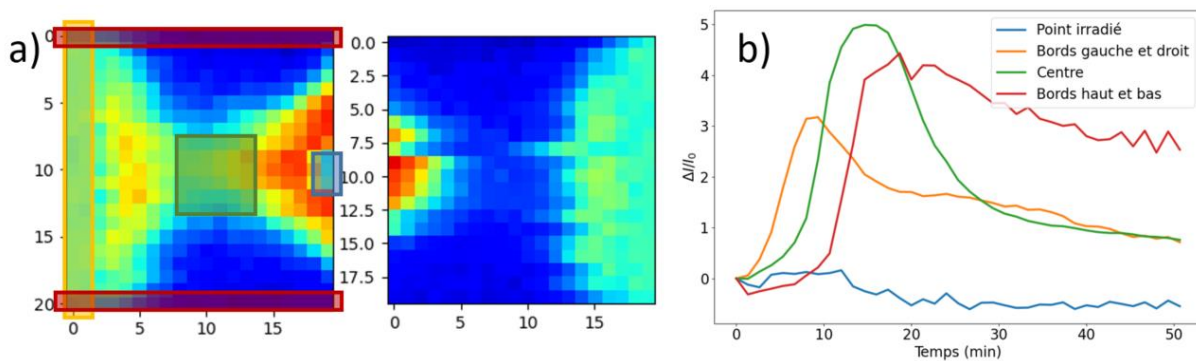 a)
0
5
10
15
20
0 5 10 15
0.0
2.5
5.0
7.5
10.0
12.5
15.0
17.5
0 5 10 15
b)
Point irradié
Bords gauche et droit
Centre
Bords haut et bas
5
4
3
2
1
0
ΔI/I₀
0 10 20 30 40 50
Temps (min)